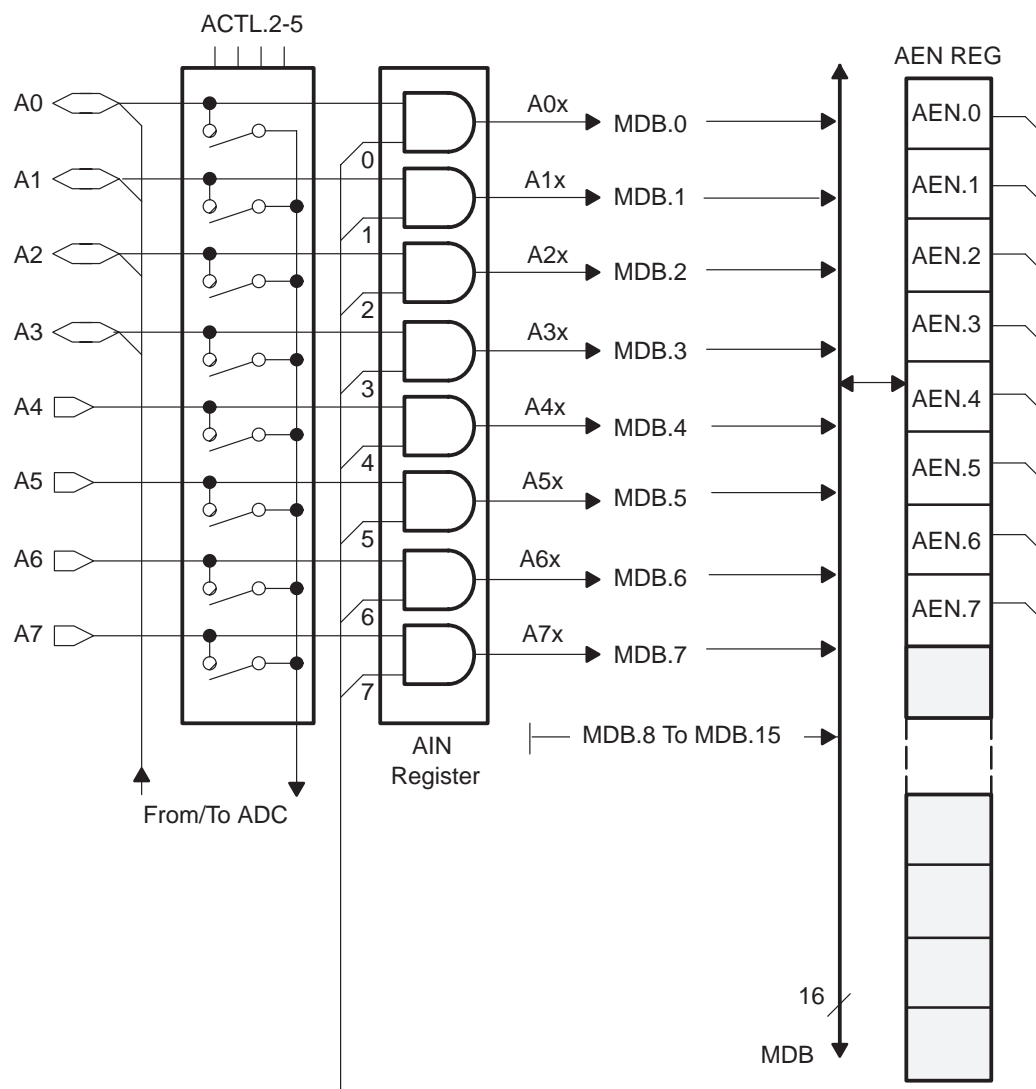 ACTL.2-5
AEN REG
A0
A0x
MDB.0
AEN.0
0
A1
A1x
MDB.1
AEN.1
1
A2
A2x
MDB.2
AEN.2
2
A3
A3x
MDB.3
AEN.3
3
A4
A4x
MDB.4
AEN.4
4
A5
A5x
MDB.5
AEN.5
5
A6
A6x
MDB.6
AEN.6
6
A7
A7x
MDB.7
AEN.7
7
AIN
Register
MDB.8 To MDB.15
From/To ADC
16
MDB